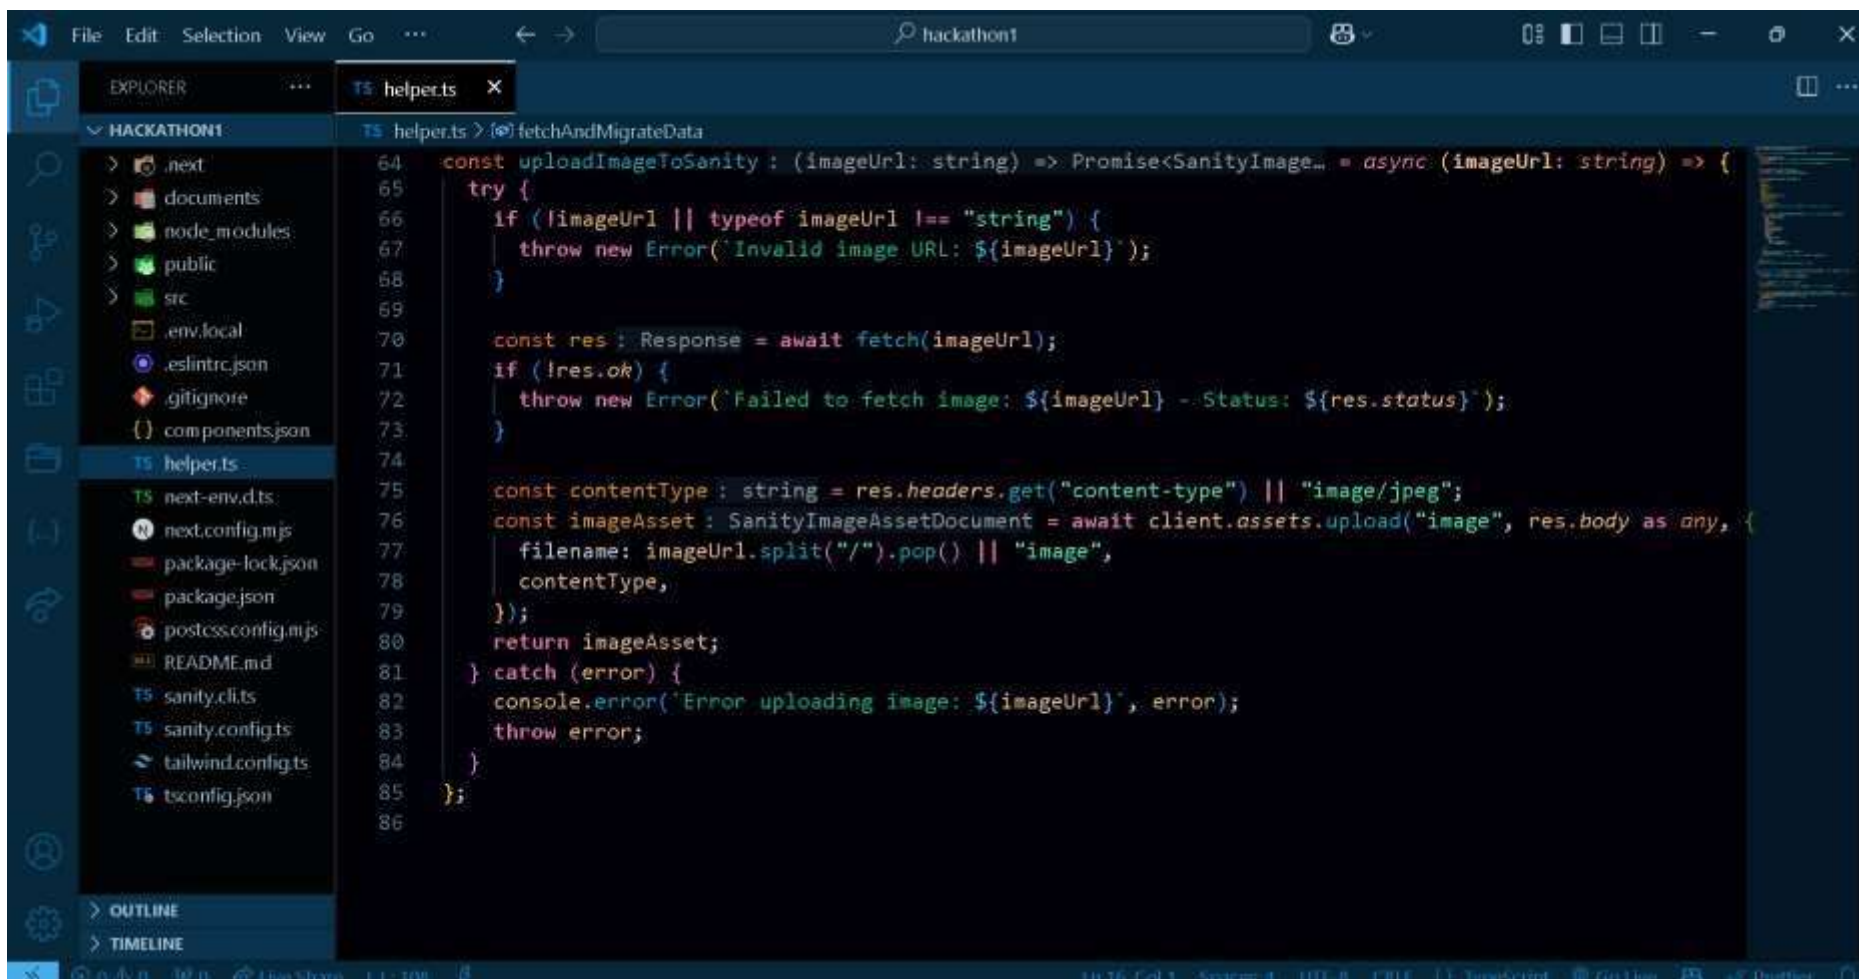 File Edit Selection View Go ··· ← → hackathon1
EXPLORER ···
HACKATHON1
.next
documents
node_modules
public
src
.env.local
.eslintrc.json
.gitignore
components.json
helper.ts
next-env.d.ts
next.config.mjs
package-lock.json
package.json
postcss.config.mjs
README.md
sanity.cli.ts
sanity.config.ts
tailwind.config.ts
tsconfig.json
OUTLINE
TIMELINE
TS helper.ts ×
TS helper.ts > fetchAndMigrateData
64 const uploadImageToSanity : (imageUrl: string) => Promise<SanityImage… = async (imageUrl: string) => {
65 try {
66 if (!imageUrl || typeof imageUrl !== "string") {
67 throw new Error(`Invalid image URL: ${imageUrl}`);
68 }
69
70 const res : Response = await fetch(imageUrl);
71 if (!res.ok) {
72 throw new Error(`Failed to fetch image: ${imageUrl} - Status: ${res.status}`);
73 }
74
75 const contentType : string = res.headers.get("content-type") || "image/jpeg";
76 const imageAsset : SanityImageAssetDocument = await client.assets.upload("image", res.body as any, {
77 filename: imageUrl.split("/").pop() || "image",
78 contentType,
79 });
80 return imageAsset;
81 } catch (error) {
82 console.error(`Error uploading image: ${imageUrl}`, error);
83 throw error;
84 }
85 };
86